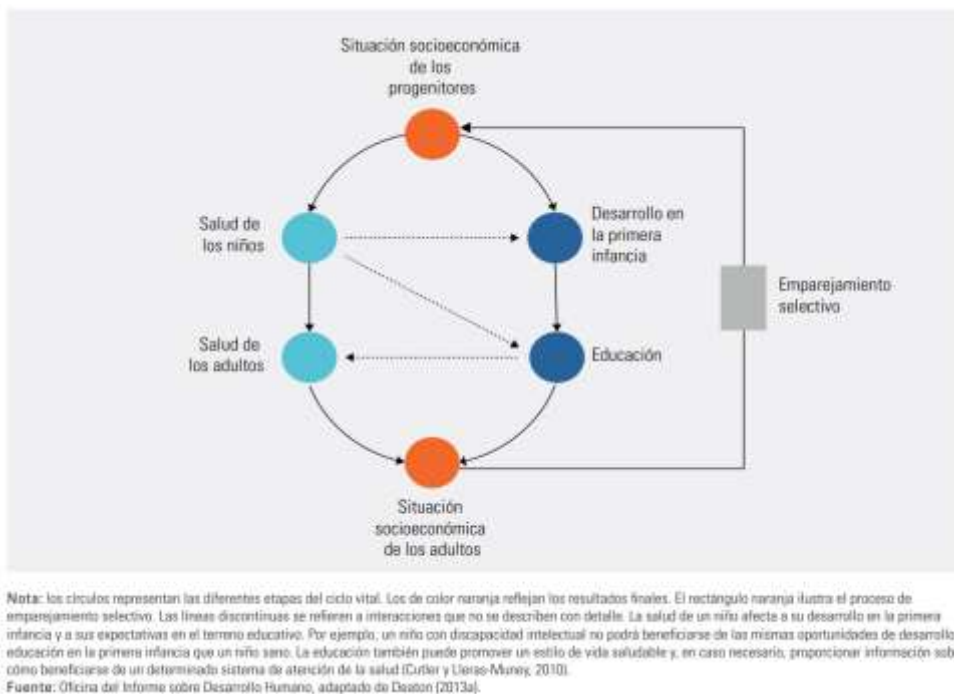 Situación socioeconómica
de los
progenitores
Salud de
los niños
Desarrollo en
la primera
infancia
Emparejamiento
selectivo
Salud de
los adultos
Educación
Situación
socioeconómica
de los adultos
Nota: los círculos representan las diferentes etapas del ciclo vital. Los de color naranja reflejan los resultados finales. El rectángulo naranja ilustra el proceso de
emparejamiento selectivo. Las líneas discontinuas se refieren a interacciones que no se describen con detalle. La salud de un niño afecta a su desarrollo en la primera
infancia y a sus expectativas en el terreno educativo. Por ejemplo, un niño con discapacidad intelectual no podrá beneficiarse de las mismas oportunidades de desarrollo
educación en la primera infancia que un niño sano. La educación también puede promover un estilo de vida saludable y, en caso necesario, proporcionar información sob
cómo beneficiarse de un determinado sistema de atención de la salud (Cutler y Lleras-Muney, 2010).
Fuente: Oficina del Informe sobre Desarrollo Humano, adaptado de Deaton (2013a).